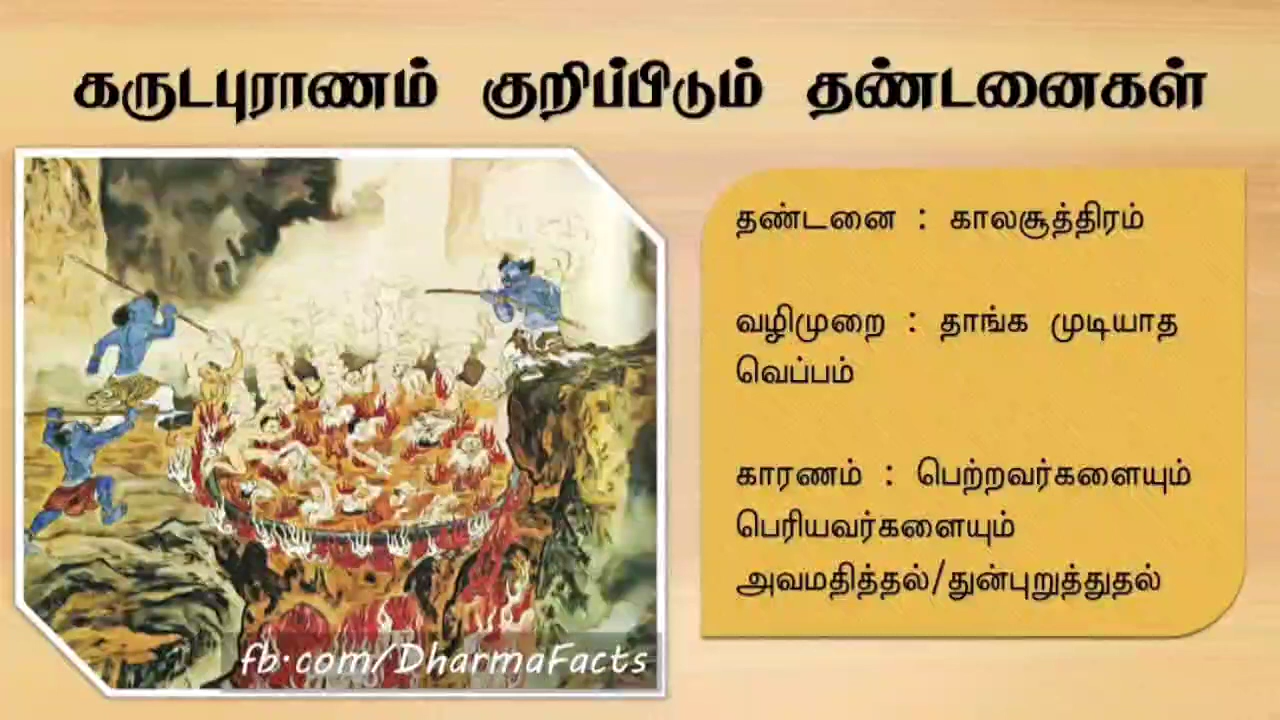 கருடபுராணம் குறிப்பிடும் தண்டனைகள்
தண்டனை : காலசூத்திரம்
வழிமுறை : தாங்க முடியாத
வெப்பம்
காரணம் : பெற்றவர்களையும்
பெரியவர்களையும்
அவமதித்தல்/துன்புறுத்துதல்
fb.com/DharmaFacts